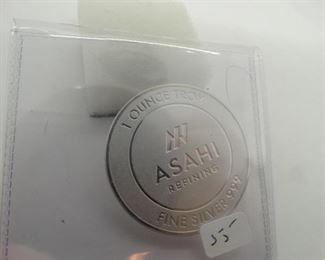 1 OUNCE TROY
ASAHI
REFINING
FINE SILVER 999
55